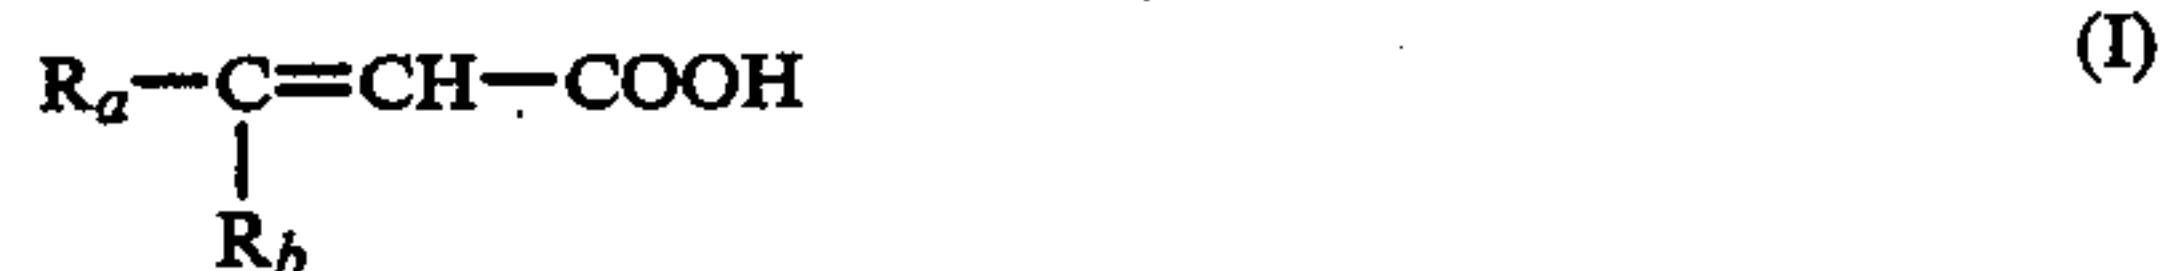 Ra—C=CH—COOH (I)
Rb